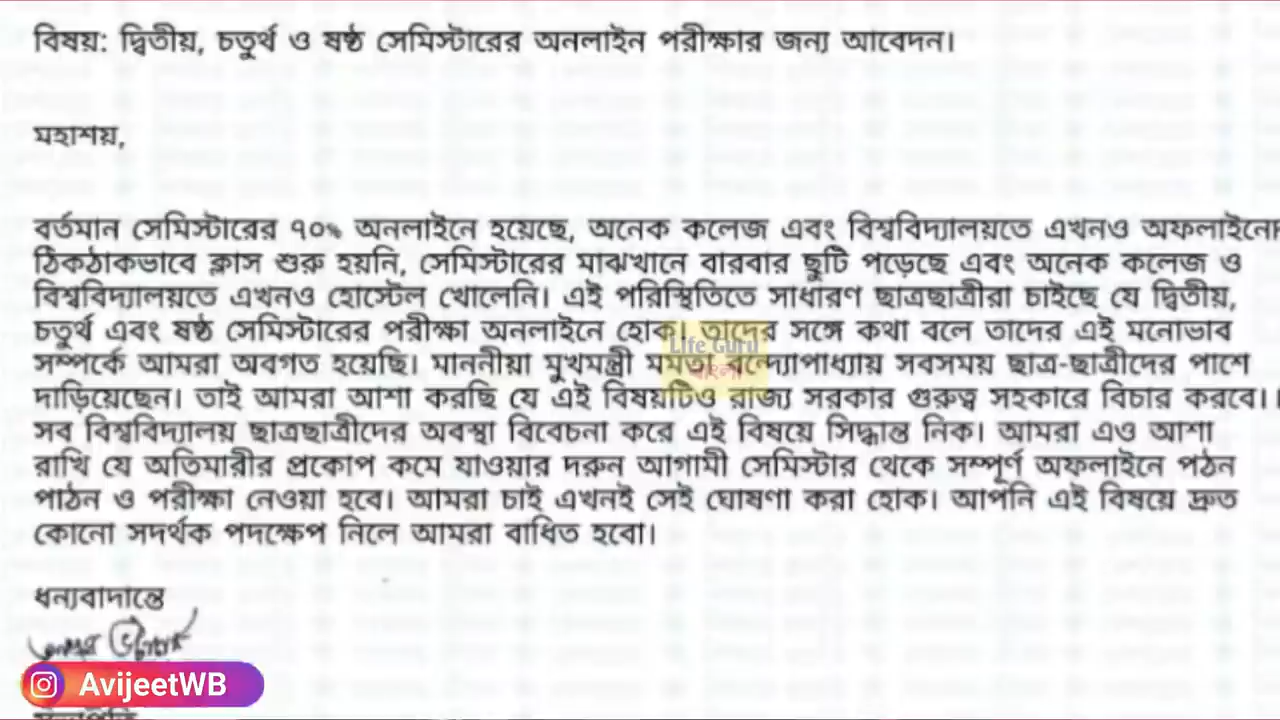 বিষয়: দ্বিতীয়, চতুর্থ ও ষষ্ঠ সেমিস্টারের অনলাইন পরীক্ষার জন্য আবেদন।
মহাশয়,
বর্তমান সেমিস্টারের ৭০% অনলাইনে হয়েছে, অনেক কলেজ এবং বিশ্ববিদ্যালয়তে এখনও
ঠিকঠাকভাবে ক্লাস শুরু হয়নি, সেমিস্টারের মাঝখানে বারবার ছুটি পড়েছে এবং অনেক কলেজ ও
বিশ্ববিদ্যালয়তে এখনও হোস্টেল খোলেনি। এই পরিস্থিতিতে সাধারণ ছাত্রছাত্রীরা চাইছে যে দ্বিতীয়,
চতুর্থ এবং ষষ্ঠ সেমিস্টারের পরীক্ষা অনলাইনে হোক। তাদের সঙ্গে কথা বলে তাদের এই মনোভাব
Life Guru
সম্পর্কে আমরা অবগত হয়েছি। মাননীয়া মুখ্যমন্ত্রী মমতা বন্দ্যোপাধ্যায় সবসময় ছাত্র-ছাত্রীদের পাশে
বাংলা
দাড়িয়েছেন। তাই আমরা আশা করছি যে এই বিষয়টিও রাজ্য সরকার গুরুত্ব সহকারে বিচার করবে।।
সব বিশ্ববিদ্যালয় ছাত্রছাত্রীদের অবস্থা বিবেচনা করে এই বিষয়ে সিদ্ধান্ত নিক। আমরা এও আশা
রাখি যে অতিমারীর প্রকোপ কমে যাওয়ার দরুন আগামী সেমিস্টার থেকে সম্পূর্ণ অফলাইনে পঠন
পাঠন ও পরীক্ষা নেওয়া হবে। আমরা চাই এখনই সেই ঘোষণা করা হোক। আপনি এই বিষয়ে দ্রুত
কোনো সদর্থক পদক্ষেপ নিলে আমরা বাধিত হবো।
ধন্যবাদান্তে
AvijeetWB